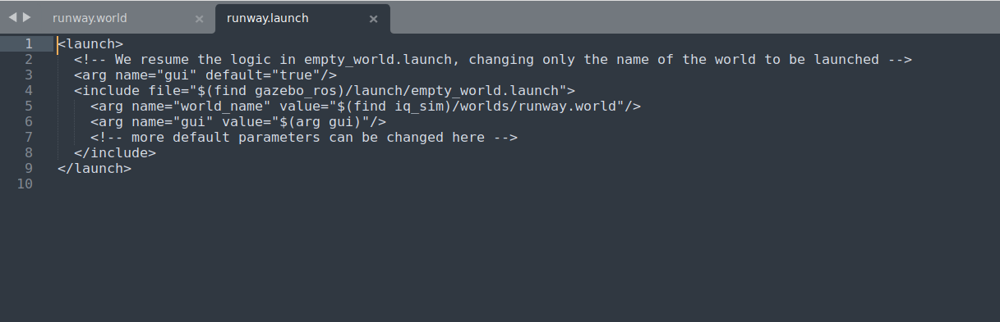 runway.world ×
runway.launch ×
1 <launch>
2   <!-- We resume the logic in empty_world.launch, changing only the name of the world to be launched -->
3   <arg name="gui" default="true"/>
4   <include file="$(find gazebo_ros)/launch/empty_world.launch">
5     <arg name="world_name" value="$(find iq_sim)/worlds/runway.world"/>
6     <arg name="gui" value="$(arg gui)"/>
7     <!-- more default parameters can be changed here -->
8   </include>
9 </launch>
10